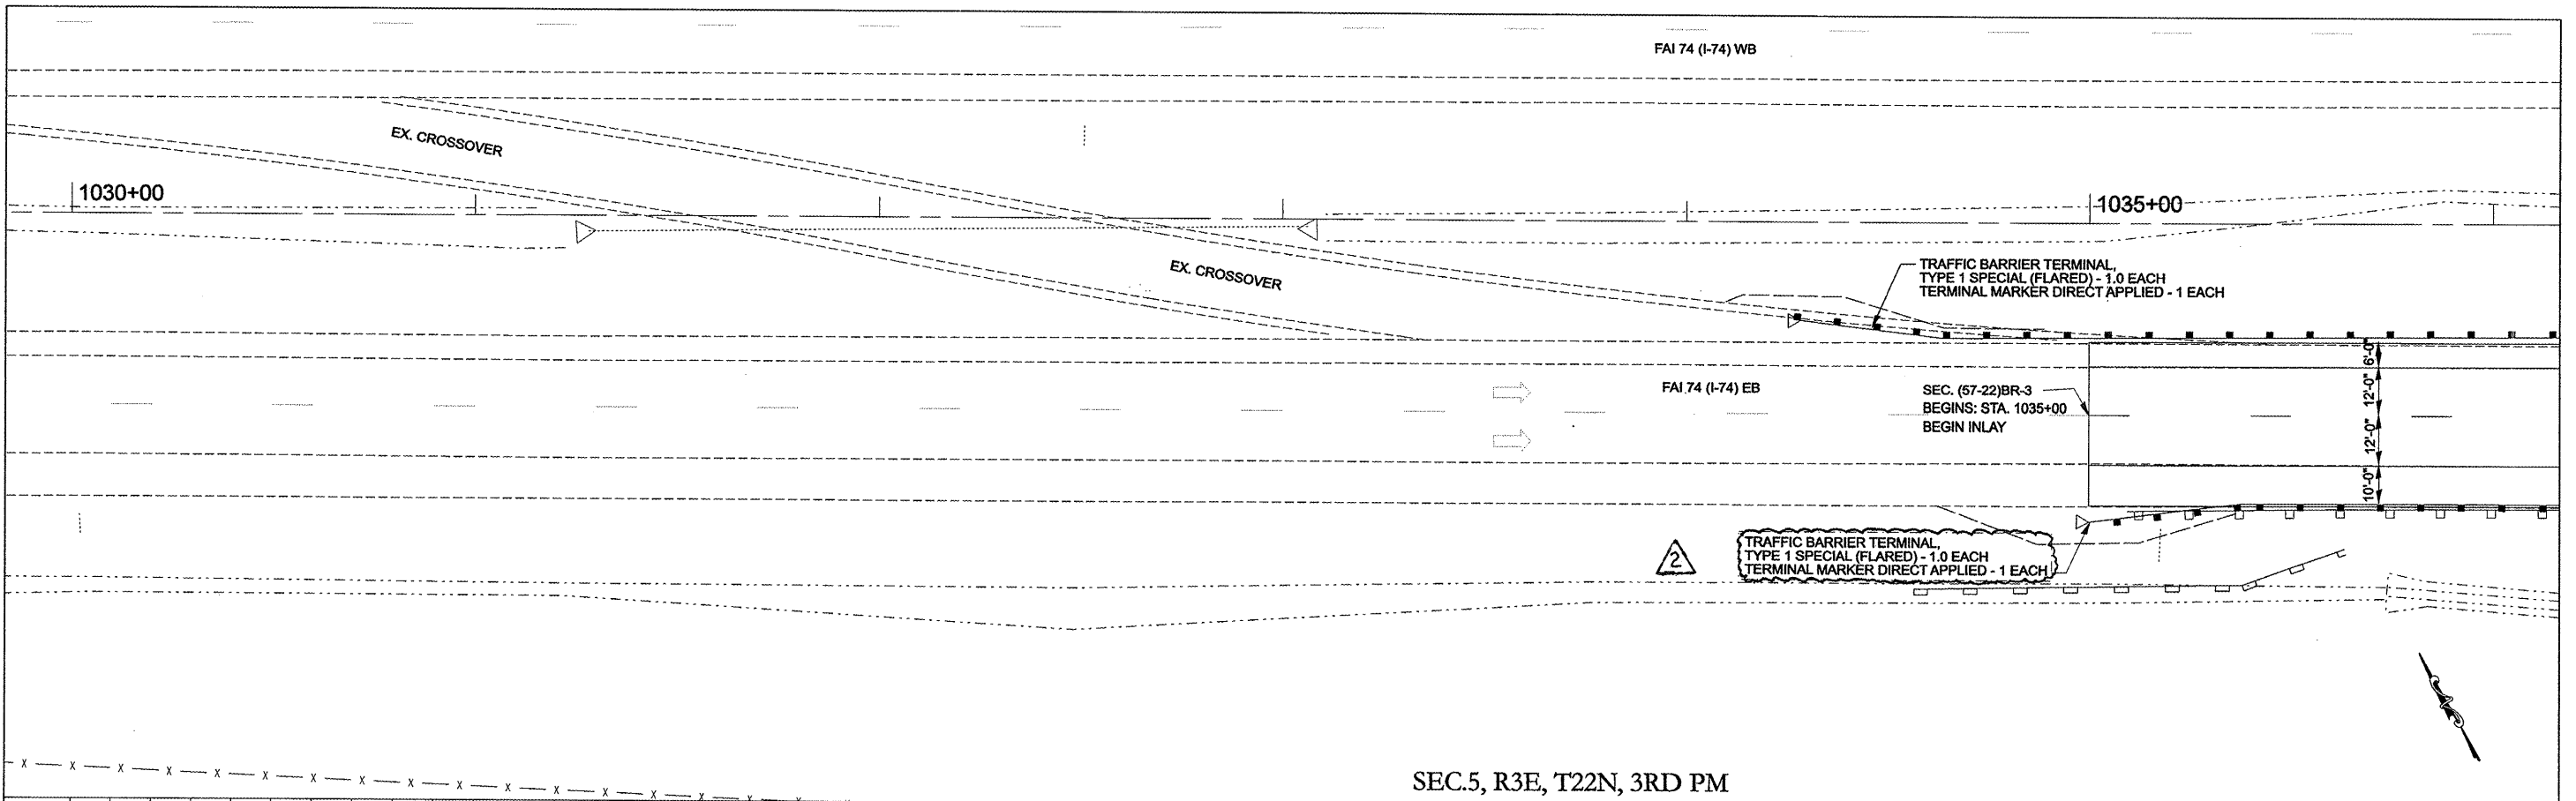 FAI 74 (I-74) WB
EX. CROSSOVER
1030+00
1035+00
EX. CROSSOVER
TRAFFIC BARRIER TERMINAL,
TYPE 1 SPECIAL (FLARED) - 1.0 EACH
TERMINAL MARKER DIRECT APPLIED - 1 EACH
6'-0"
FAI 74 (I-74) EB
SEC. (57-22)BR-3
BEGINS: STA. 1035+00
BEGIN INLAY
12'-0"
12'-0"
10'-0"
2
TRAFFIC BARRIER TERMINAL,
TYPE 1 SPECIAL (FLARED) - 1.0 EACH
TERMINAL MARKER DIRECT APPLIED - 1 EACH
X X X X X X X X X X X X X X X X X
SEC.5, R3E, T22N, 3RD PM